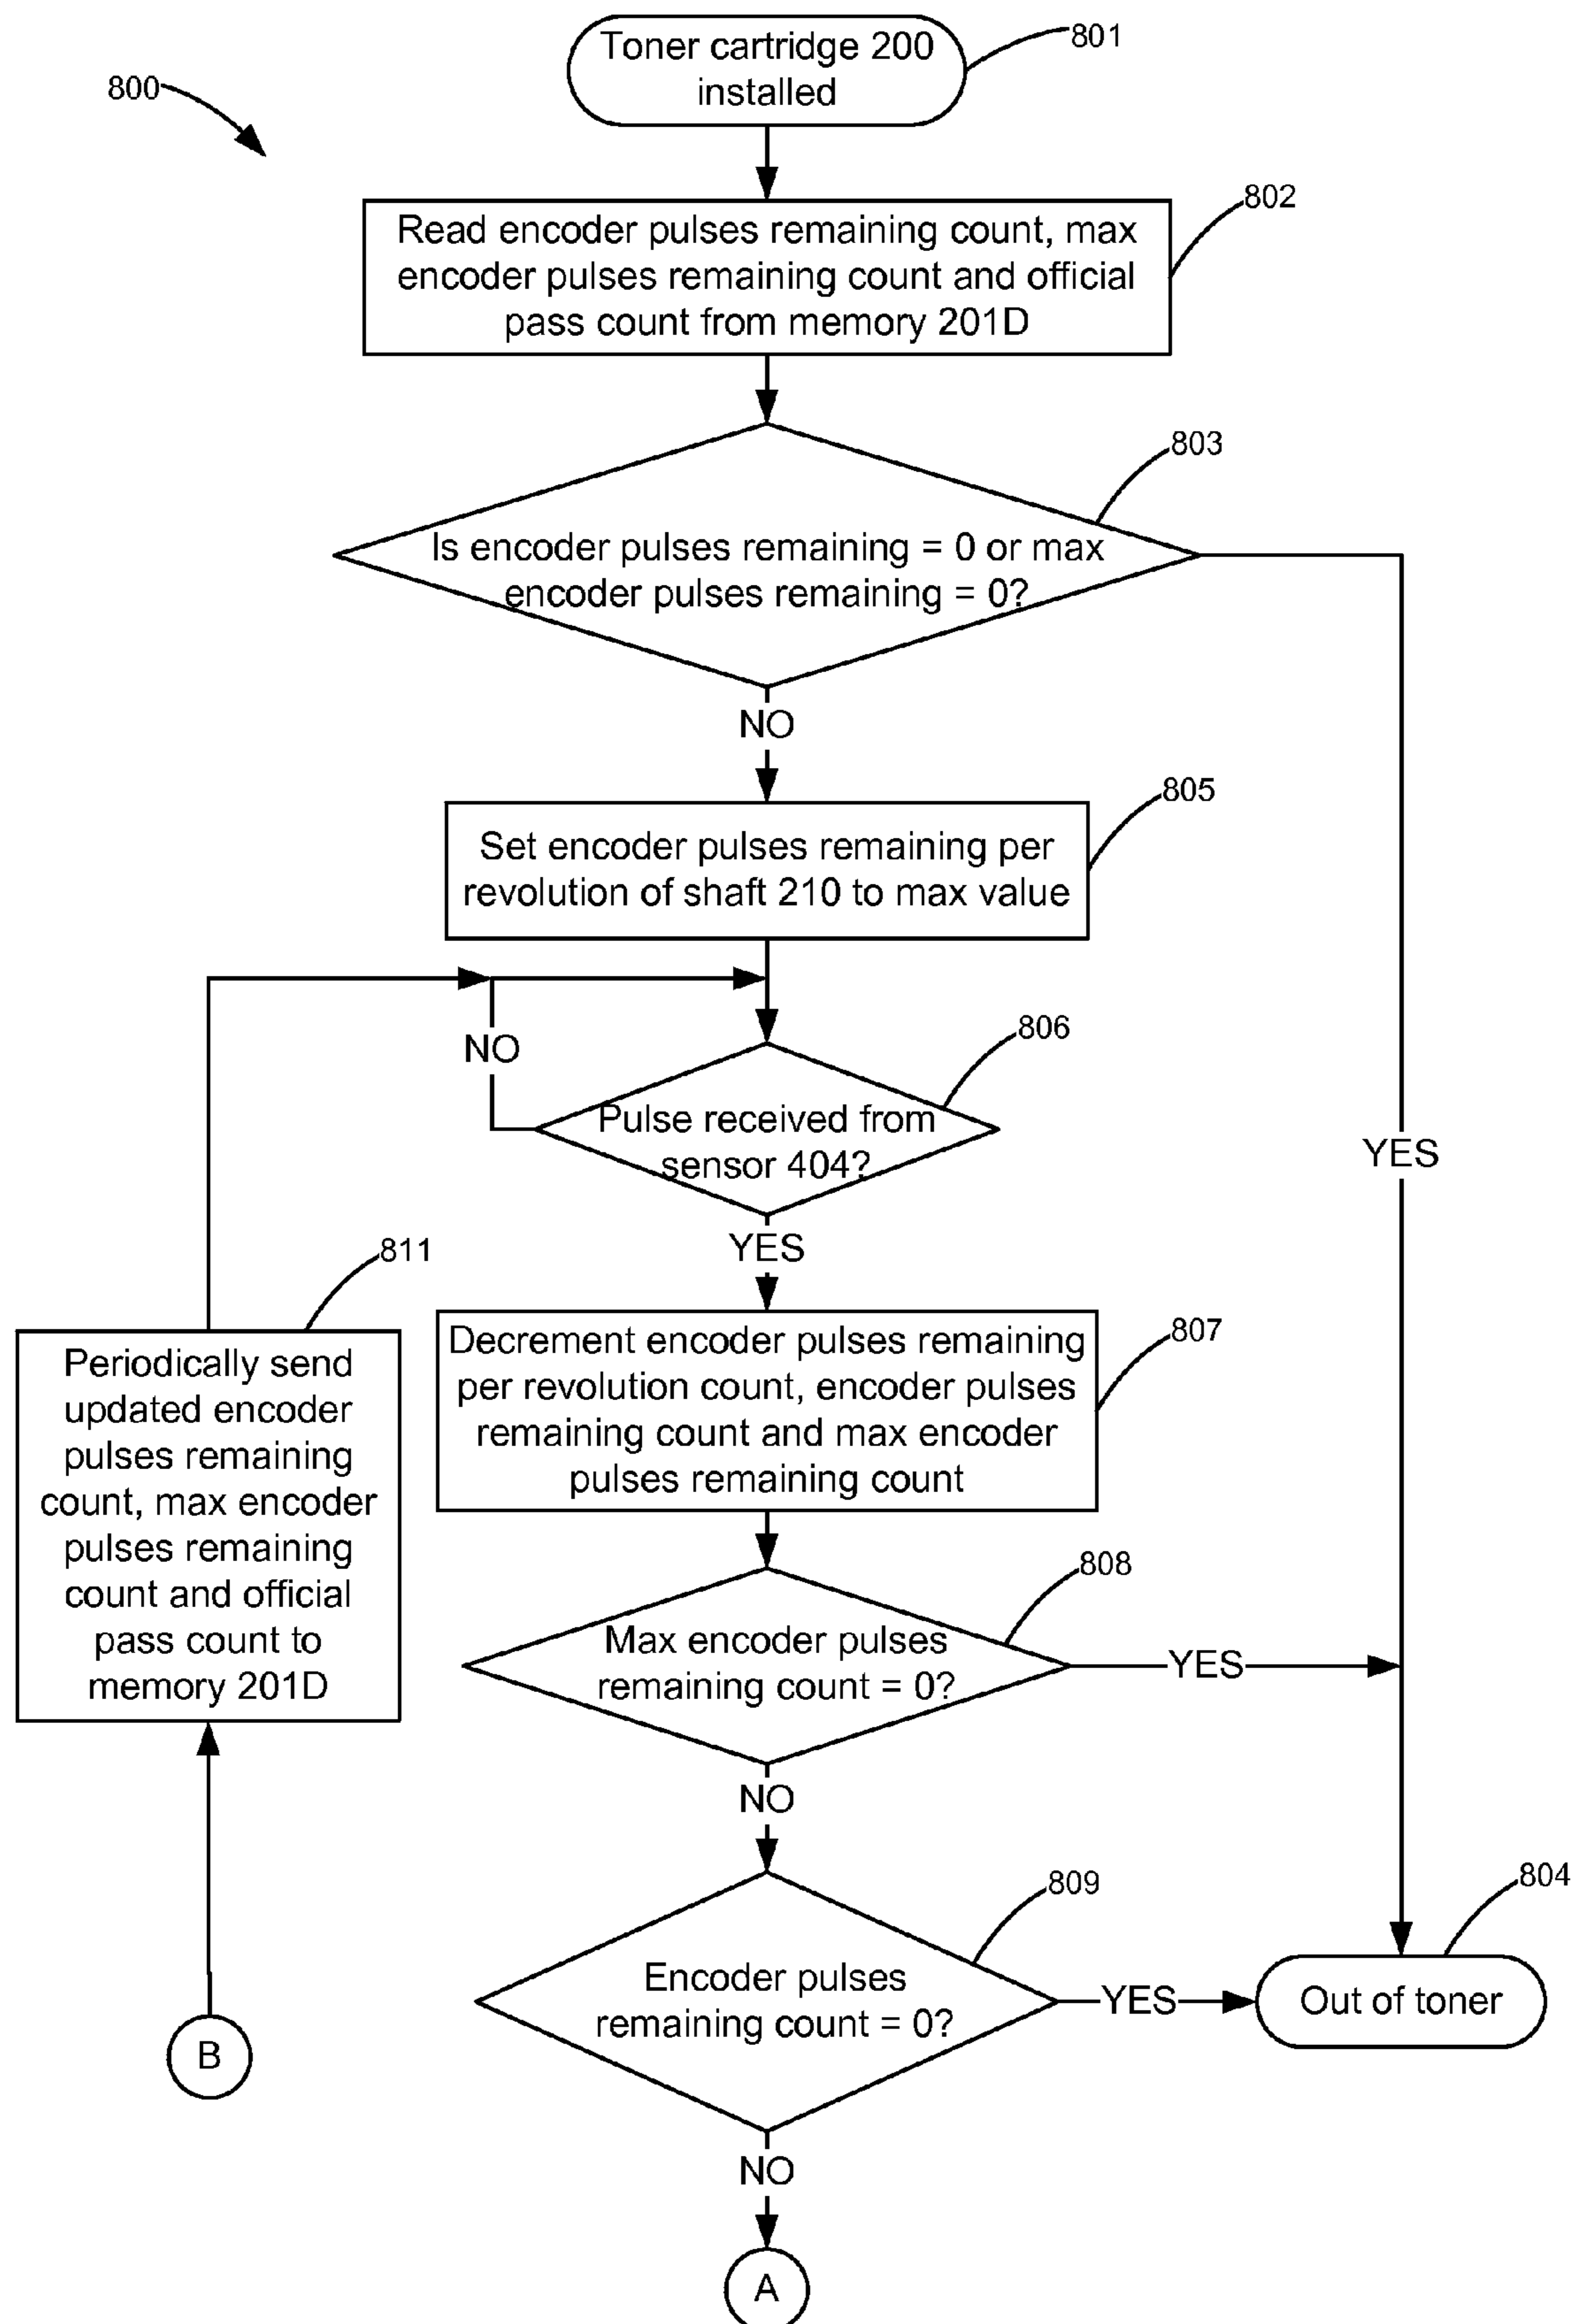 Toner cartridge 200
installed
801
800
802
Read encoder pulses remaining count, max
encoder pulses remaining count and official
pass count from memory 201D
803
Is encoder pulses remaining = 0 or max
encoder pulses remaining = 0?
NO
805
Set encoder pulses remaining per
revolution of shaft 210 to max value
806
NO
Pulse received from
sensor 404?
YES
YES
811
807
Decrement encoder pulses remaining
per revolution count, encoder pulses
remaining count and max encoder
pulses remaining count
Periodically send
updated encoder
pulses remaining
count, max encoder
pulses remaining
count and official
pass count to
memory 201D
808
Max encoder pulses
remaining count = 0?
YES
NO
809
804
Encoder pulses
remaining count = 0?
YES
Out of toner
B
NO
A